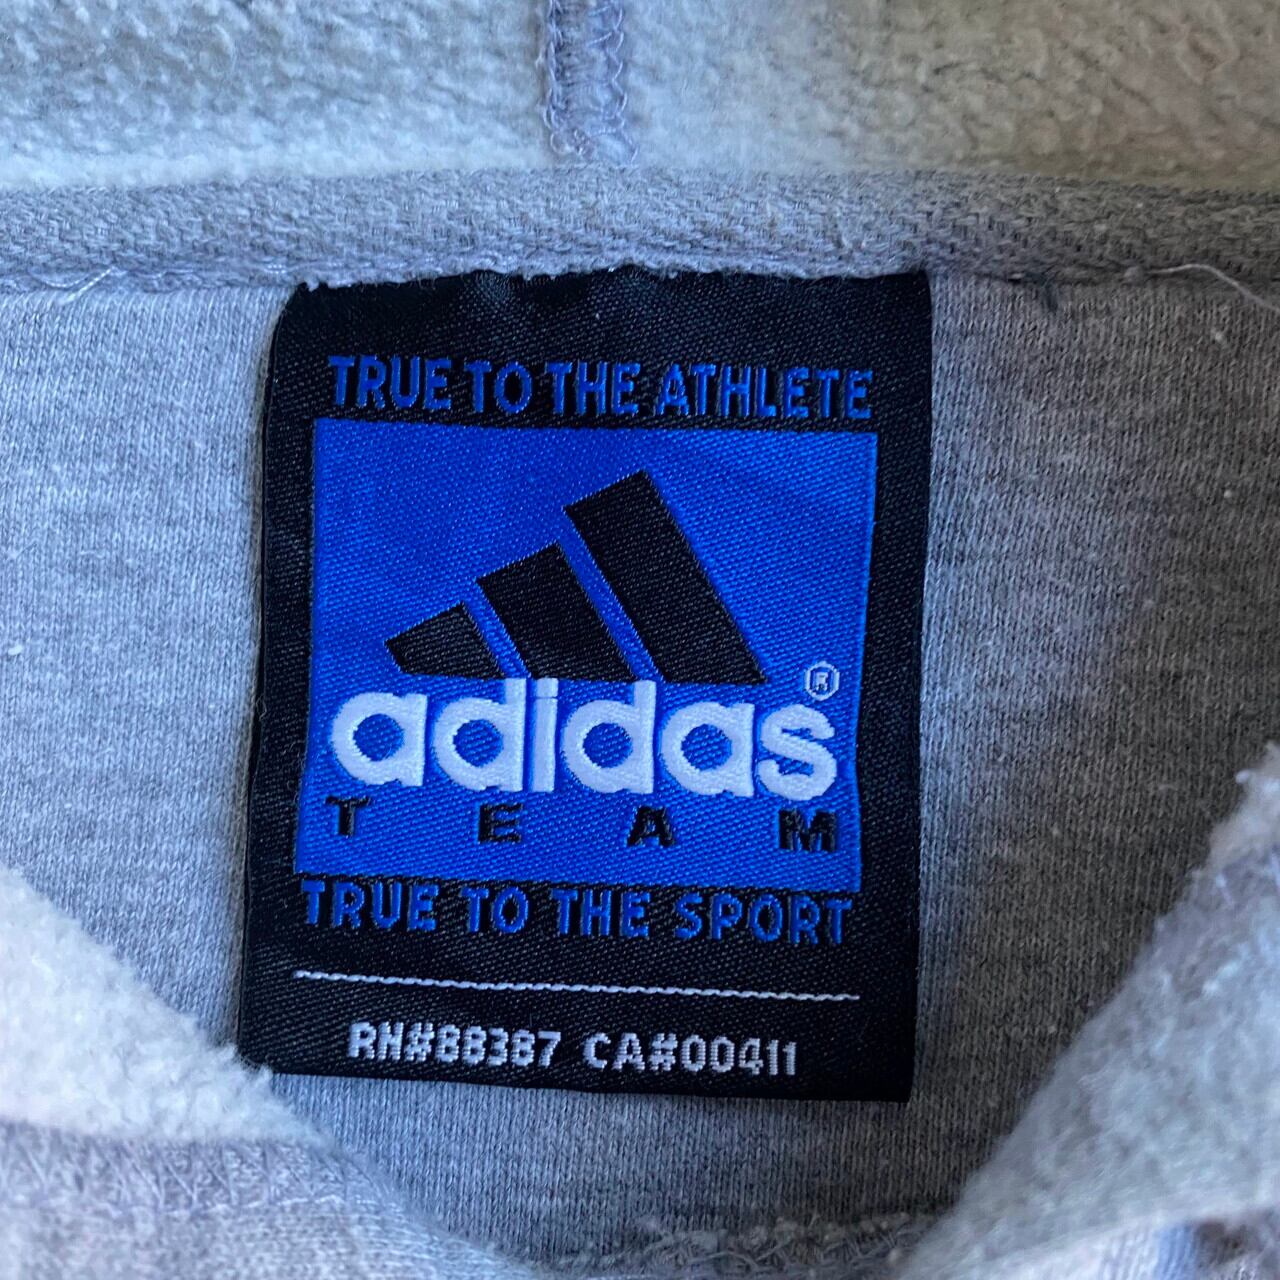 TRUE TO THE ATHLETE
adidas®
TEAM
TRUE TO THE SPORT
RN#88387 CA#00411